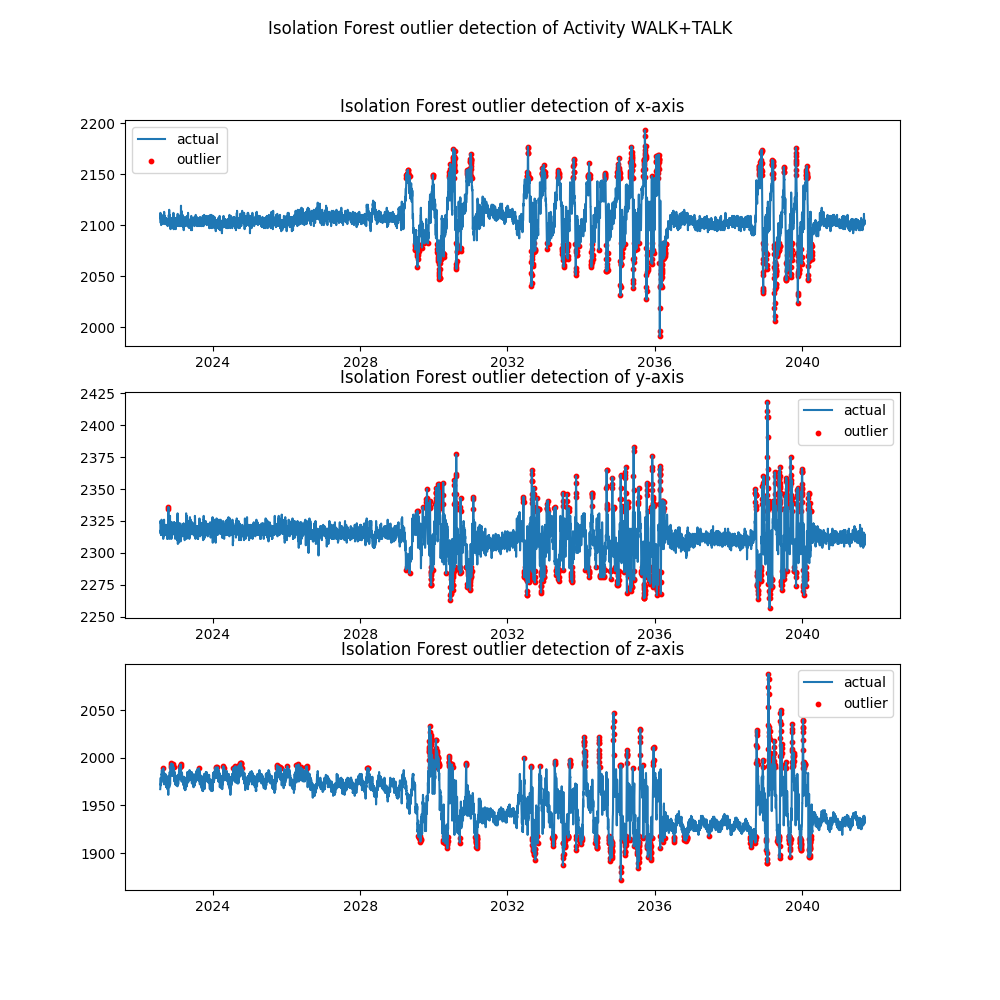 Isolation Forest outlier detection of Activity WALK+TALK
Isolation Forest outlier detection of x-axis
2200
2150
2100
2050
2000
actual
outlier
2024 2028 2032 2036 2040
Isolation Forest outlier detection of y-axis
2425
2400
2375
2350
2325
2300
2275
2250
actual
outlier
2024 2028 2032 2036 2040
Isolation Forest outlier detection of z-axis
2050
2000
1950
1900
actual
outlier
2024 2028 2032 2036 2040